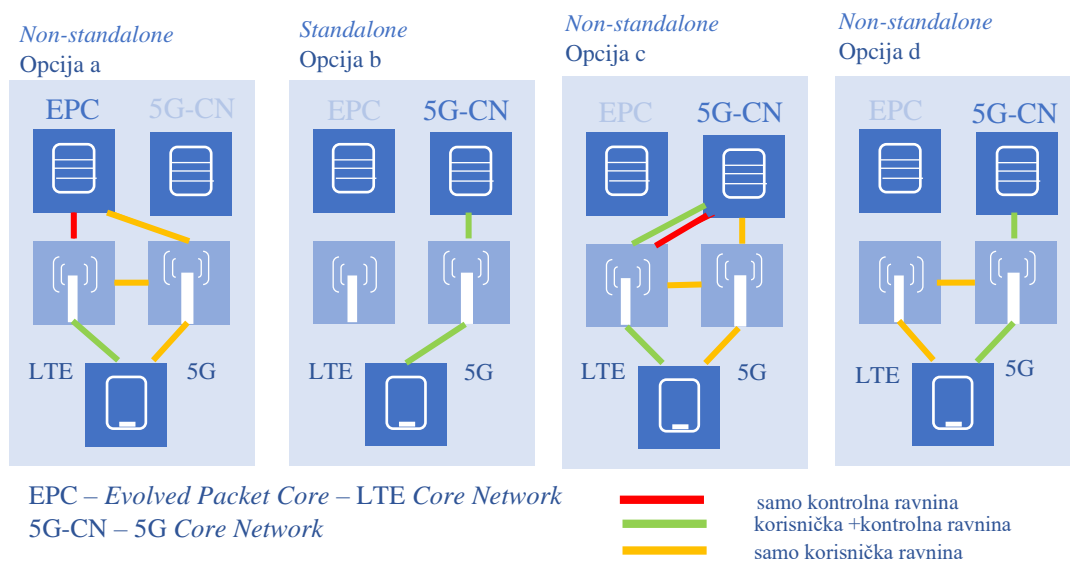 Non-standalone
Opcija a
EPC 5G-CN
LTE 5G
Standalone
Opcija b
EPC 5G-CN
LTE 5G
Non-standalone
Opcija c
EPC 5G-CN
LTE 5G
Non-standalone
Opcija d
EPC 5G-CN
LTE 5G
EPC – Evolved Packet Core – LTE Core Network
5G-CN – 5G Core Network
samo kontrolna ravnina
korisnička +kontrolna ravnina
samo korisnička ravnina